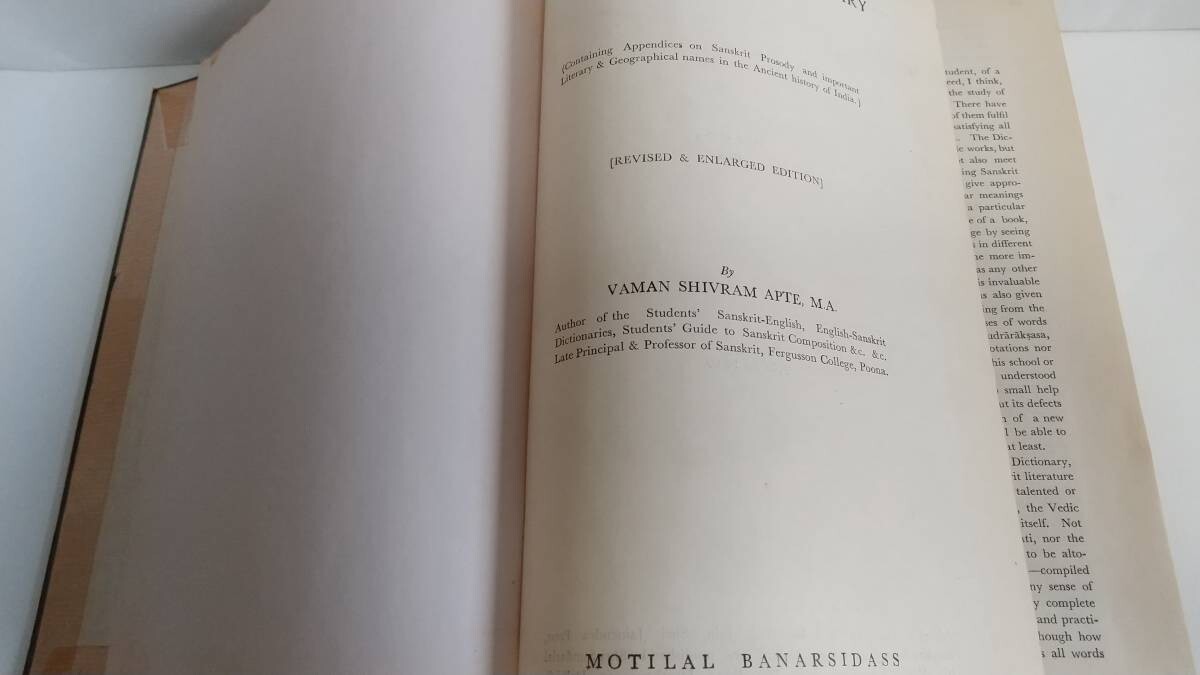 RY
(Containing Appendices on Sanskrit Prosody and important
Literary & Geographical names in the Ancient history of India.)
[REVISED & ENLARGED EDITION]
By
VAMAN SHIVRAM APTE, M.A.
Author of the Students' Sanskrit-English, English-Sanskrit
Dictionaries, Students' Guide to Sanskrit Composition &c. &c.
Late Principal & Professor of Sanskrit, Fergusson College, Poona.
MOTILAL BANARSIDASS
tudent, of a
eed, I think,
the study of
There have
of them fulfil
satisfying all
. The Dic-
le works, but
t also meet
ing Sanskrit
give appro-
ar meanings
a particular
e of a book,
ge by seeing
s in different
he more im-
as any other
is invaluable
as also given
ing from the
ses of words
udrārākṣasa,
otations nor
his school or
understood
small help
ut its defects
n of a new
l be able to
at least.
Dictionary,
rit literature
talented or
, the Vedic
itself. Not
ati, nor the
to be alto-
—compiled
ny sense of
y complete
and practi-
hough how
s all words